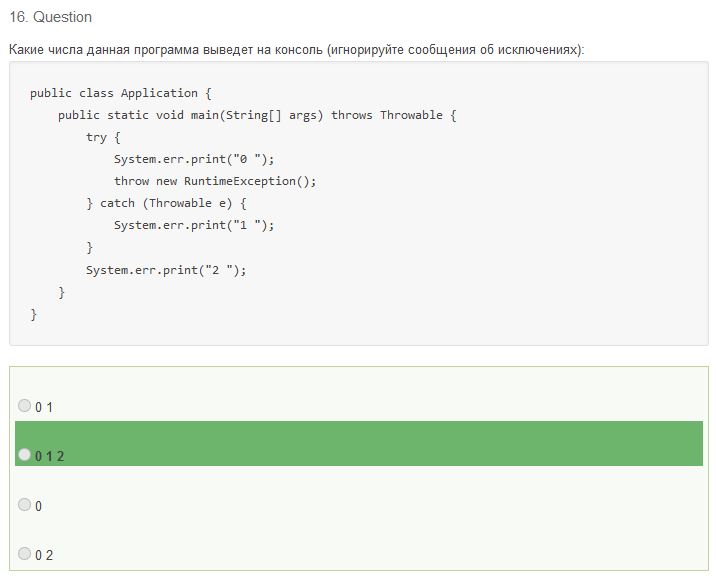 16. Question
Какие числа данная программа выведет на консоль (игнорируйте сообщения об исключениях):
public class Application {
    public static void main(String[] args) throws Throwable {
        try {
            System.err.print("0 ");
            throw new RuntimeException();
        } catch (Throwable e) {
            System.err.print("1 ");
        }
        System.err.print("2 ");
    }
}
0 1
0 1 2
0
0 2